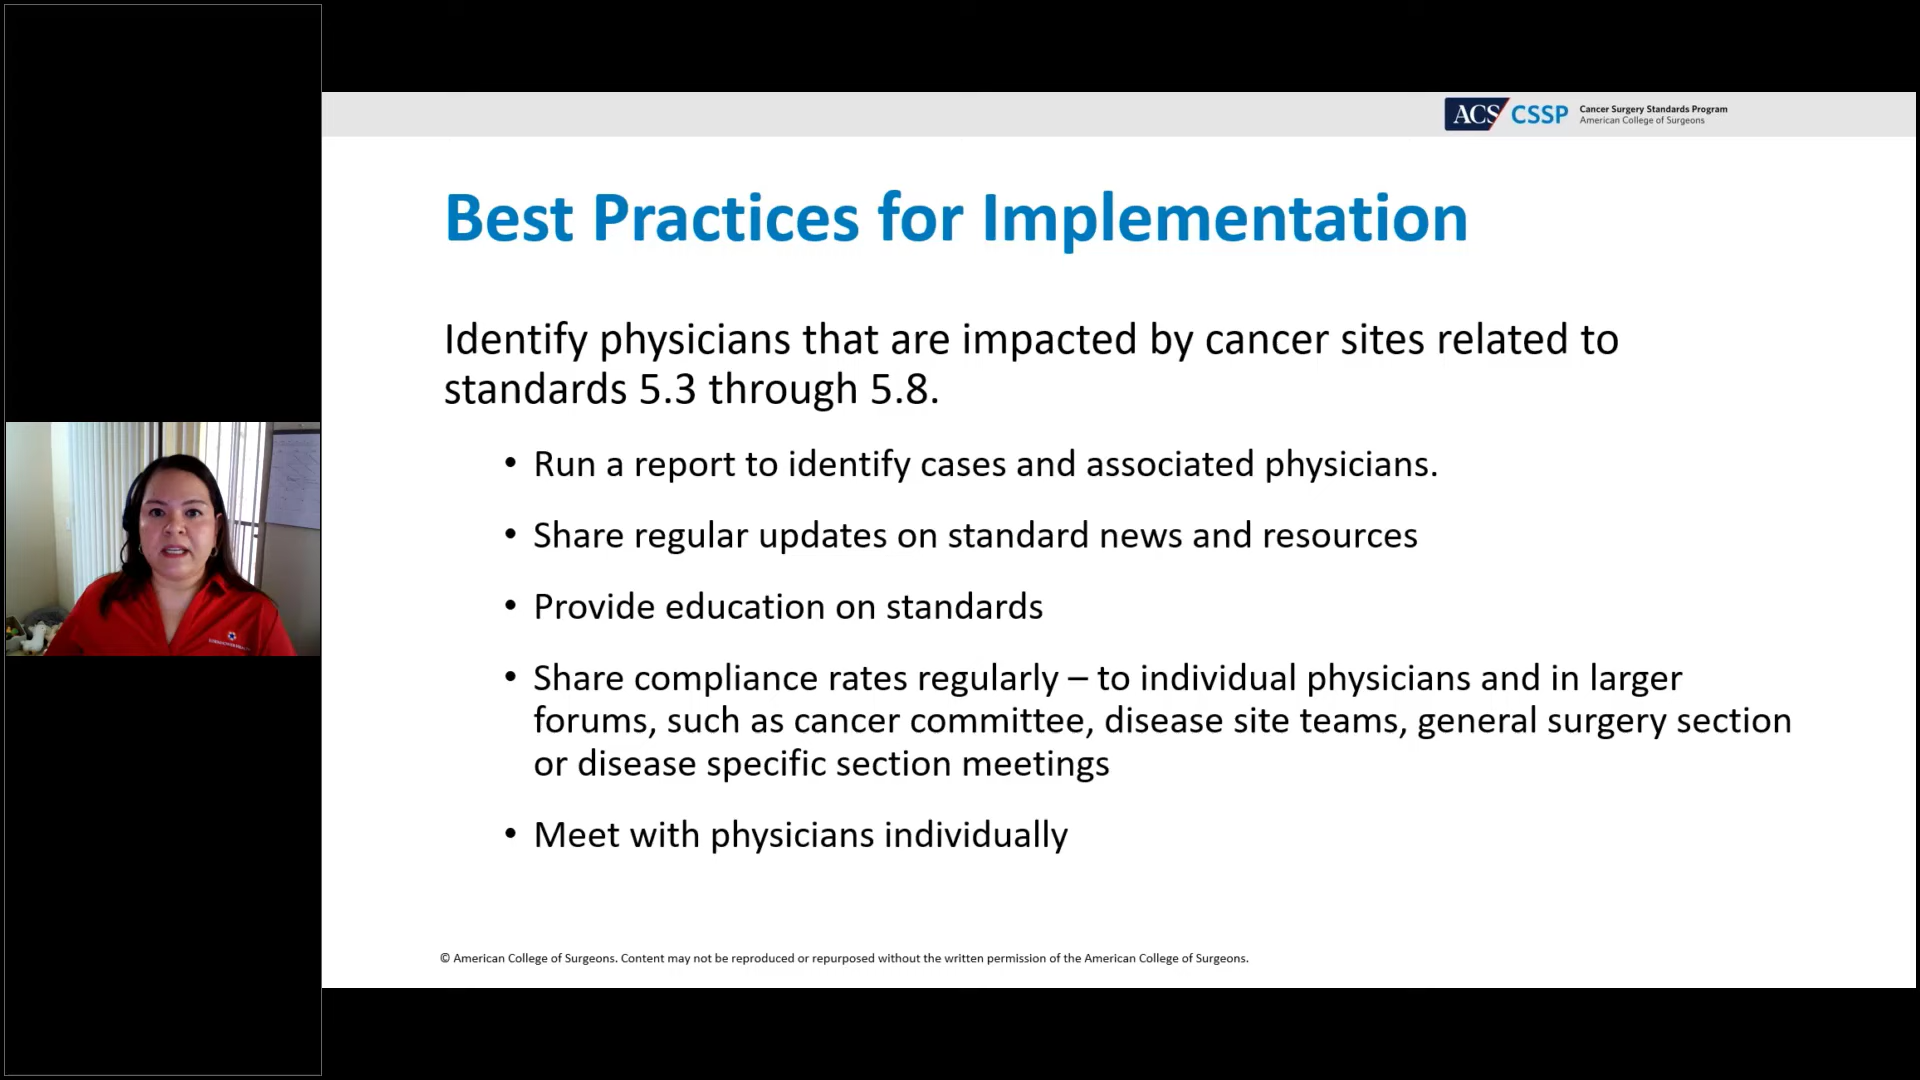 ACS CSSP Cancer Surgery Standards Program
American College of Surgeons
Best Practices for Implementation
Identify physicians that are impacted by cancer sites related to
standards 5.3 through 5.8.
• Run a report to identify cases and associated physicians.
• Share regular updates on standard news and resources
• Provide education on standards
• Share compliance rates regularly – to individual physicians and in larger
forums, such as cancer committee, disease site teams, general surgery section
or disease specific section meetings
• Meet with physicians individually
© American College of Surgeons. Content may not be reproduced or repurposed without the written permission of the American College of Surgeons.